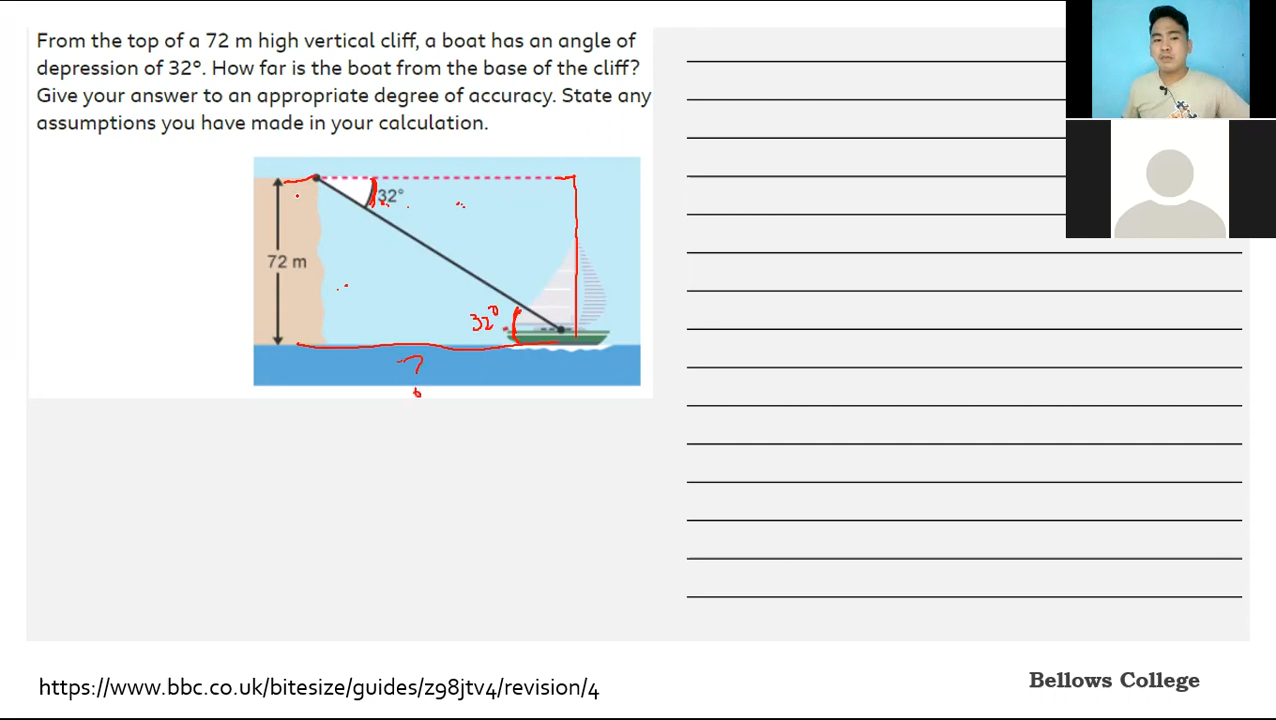 From the top of a 72 m high vertical cliff, a boat has an angle of
depression of 32°. How far is the boat from the base of the cliff?
Give your answer to an appropriate degree of accuracy. State any
assumptions you have made in your calculation.
32°
72 m
32°
?
https://www.bbc.co.uk/bitesize/guides/z98jtv4/revision/4
Bellows College